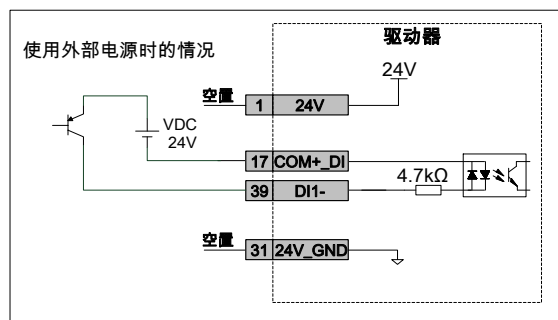 使用外部电源时的情况
驱动器
24V
空置
1 24V
VDC
24V
17 COM+_DI
39 DI1-
4.7kΩ
空置
31 24V_GND